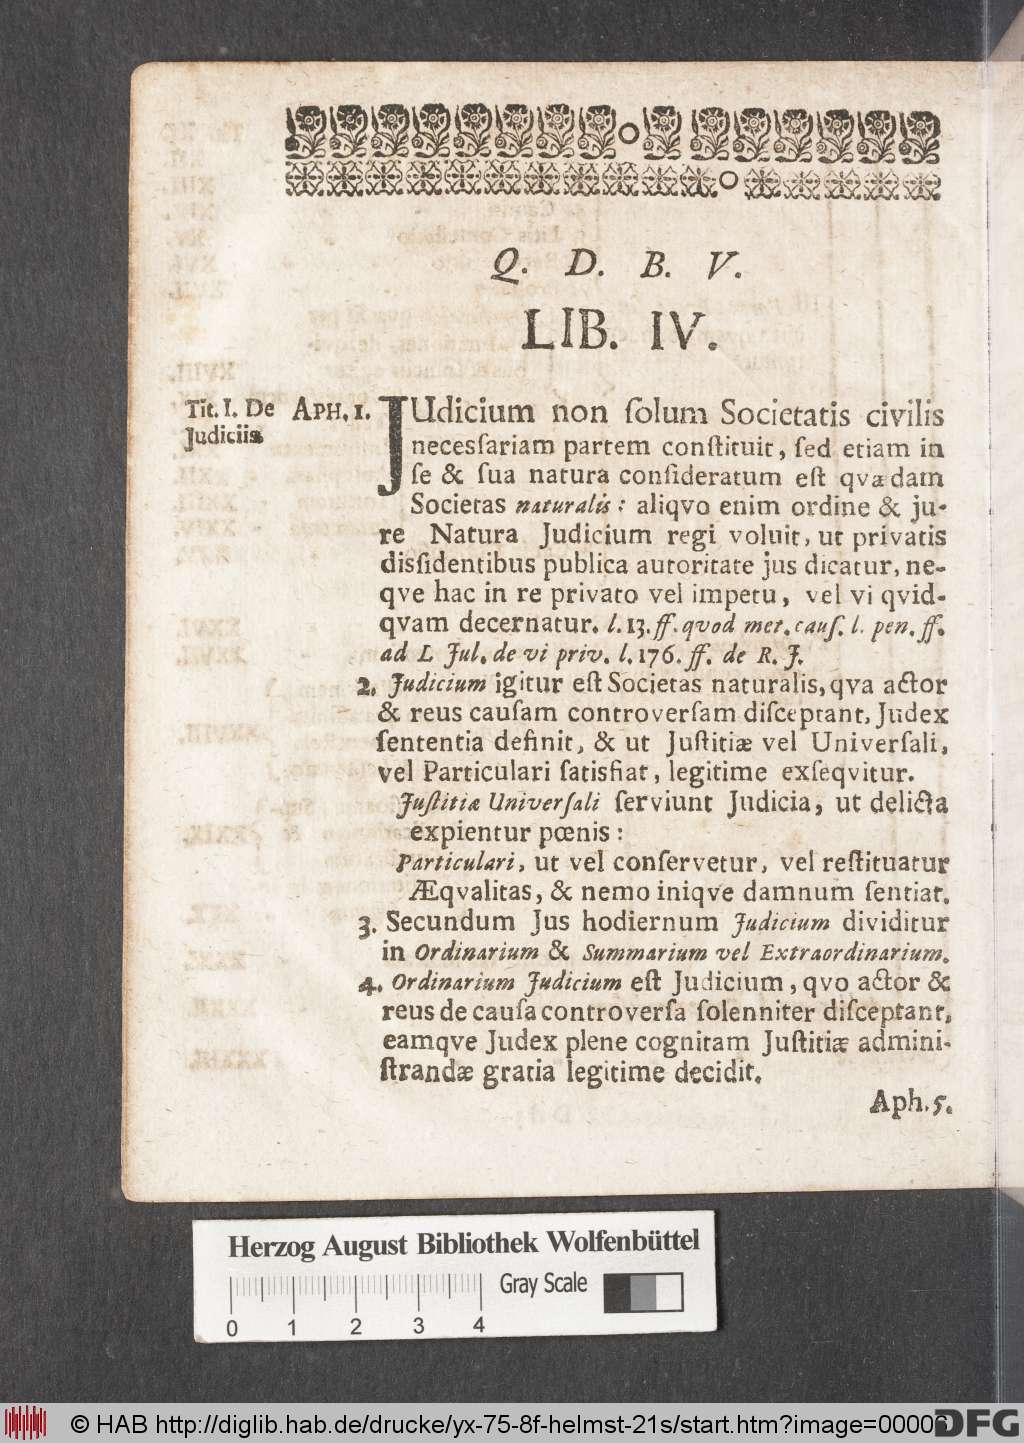 Q. D. B. V.
LIB. IV.
Tit. I. De
Judiciis
APH. 1. JUdicium non ſolum Societatis civilis
neceſſariam partem conſtituit, ſed etiam in
ſe & ſua natura conſideratum eſt qvædam
Societas naturalis: aliqvo enim ordine & ju-
re Natura Judicium regi voluit, ut privatis
disſidentibus publica autoritate jus dicatur, ne-
qve hac in re privato vel impetu, vel vi qvid-
qvam decernatur. l. 13. ff. quod met. cauſ. l. pen. ff.
ad L Jul. de vi priv. l. 176. ff. de R. J.
2. Judicium igitur eſt Societas naturalis, qva actor
& reus cauſam controverſam diſceptant, Judex
ſententia definit, & ut Juſtitiæ vel Univerſali,
vel Particulari ſatisfiat, legitime exſeqvitur.
Juſtitiæ Univerſali ſerviunt Judicia, ut delicta
expientur pœnis:
Particulari, ut vel conſervetur, vel reſtituatur
Æqvalitas, & nemo iniqve damnum ſentiat.
3. Secundum Jus hodiernum Judicium dividitur
in Ordinarium & Summarium vel Extraordinarium.
4. Ordinarium Judicium eſt Judicium, qvo actor &
reus de cauſa controverſa ſolenniter diſceptant,
eamqve Judex plene cognitam Juſtitiæ admini-
ſtrandæ gratia legitime decidit.
Aph. 5.
Herzog August Bibliothek Wolfenbüttel
Gray Scale
0 1 2 3 4
© HAB http://diglib.hab.de/drucke/yx-75-8f-helmst-21s/start.htm?image=00006
DFG